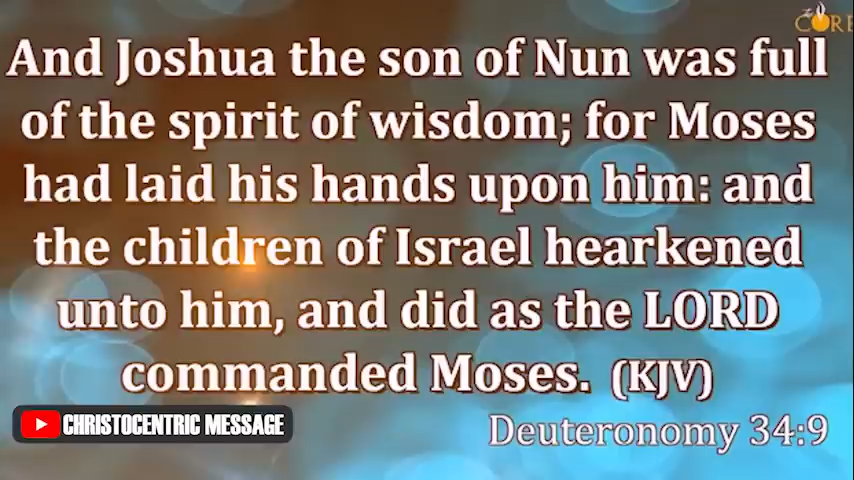 The CORE
And Joshua the son of Nun was full
of the spirit of wisdom; for Moses
had laid his hands upon him: and
the children of Israel hearkened
unto him, and did as the LORD
commanded Moses. (KJV)
CHRISTOCENTRIC MESSAGE
Deuteronomy 34:9